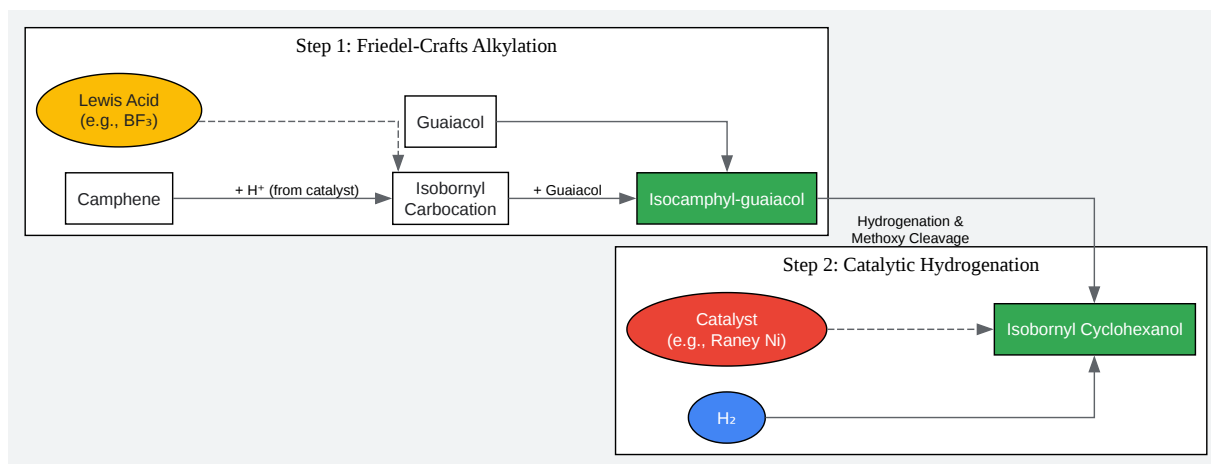 Step 1: Friedel-Crafts Alkylation
Lewis Acid
(e.g., BF₃)
Guaiacol
Camphene
+ H⁺ (from catalyst)
Isobornyl
Carbocation
+ Guaiacol
Isocamphyl-guaiacol
Hydrogenation &
Methoxy Cleavage
Step 2: Catalytic Hydrogenation
Catalyst
(e.g., Raney Ni)
Isobornyl Cyclohexanol
H₂